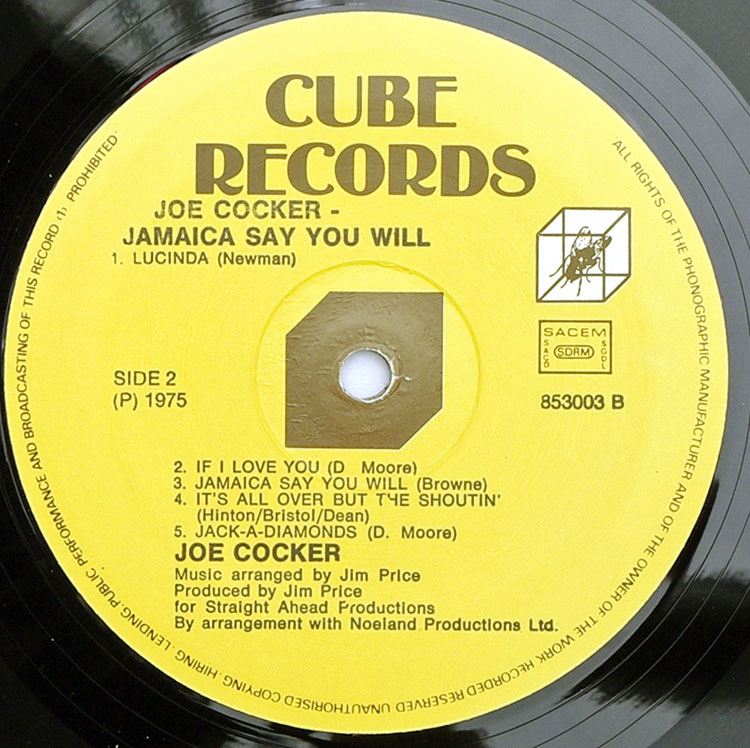 CUBE
RECORDS
JOE COCKER -
JAMAICA SAY YOU WILL
1. LUCINDA (Newman)
SACEM
SACD
SDRM
SGDL
SIDE 2
(P) 1975
853003 B
2. IF I LOVE YOU (D Moore)
3. JAMAICA SAY YOU WILL (Browne)
4. IT'S ALL OVER BUT THE SHOUTIN'
(Hinton/Bristol/Dean)
5. JACK-A-DIAMONDS (D. Moore)
JOE COCKER
Music arranged by Jim Price
Produced by Jim Price
for Straight Ahead Productions
By arrangement with Noeland Productions Ltd.
ALL RIGHTS OF THE PHONOGRAPHIC MANUFACTURER AND OF THE OWNER OF THE WORK RECORDED RESERVED UNAUTHORISED COPYING·HIRING·LENDING·PUBLIC PERFORMANCE AND BROADCASTING OF THIS RECORD (1) PROHIBITED